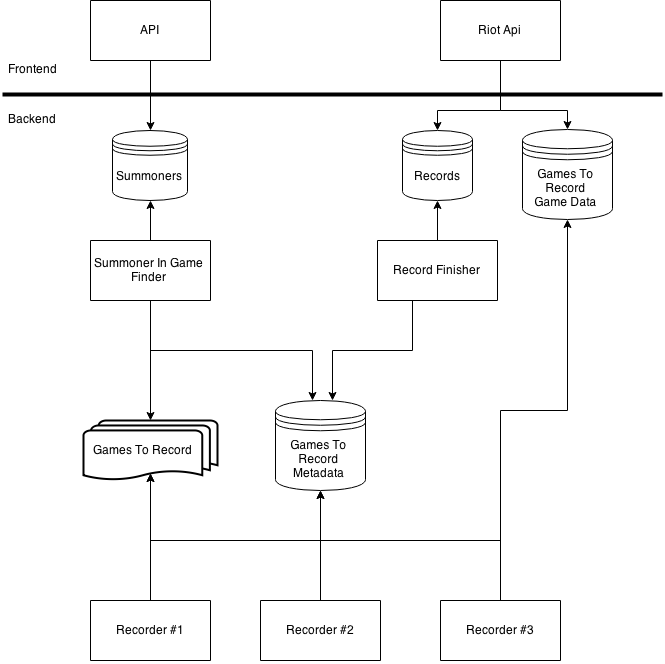 API
Riot Api
Frontend
Backend
Summoners
Records
Games To
Record
Game Data
Summoner In Game
Finder
Record Finisher
Games To Record
Games To
Record
Metadata
Recorder #1
Recorder #2
Recorder #3